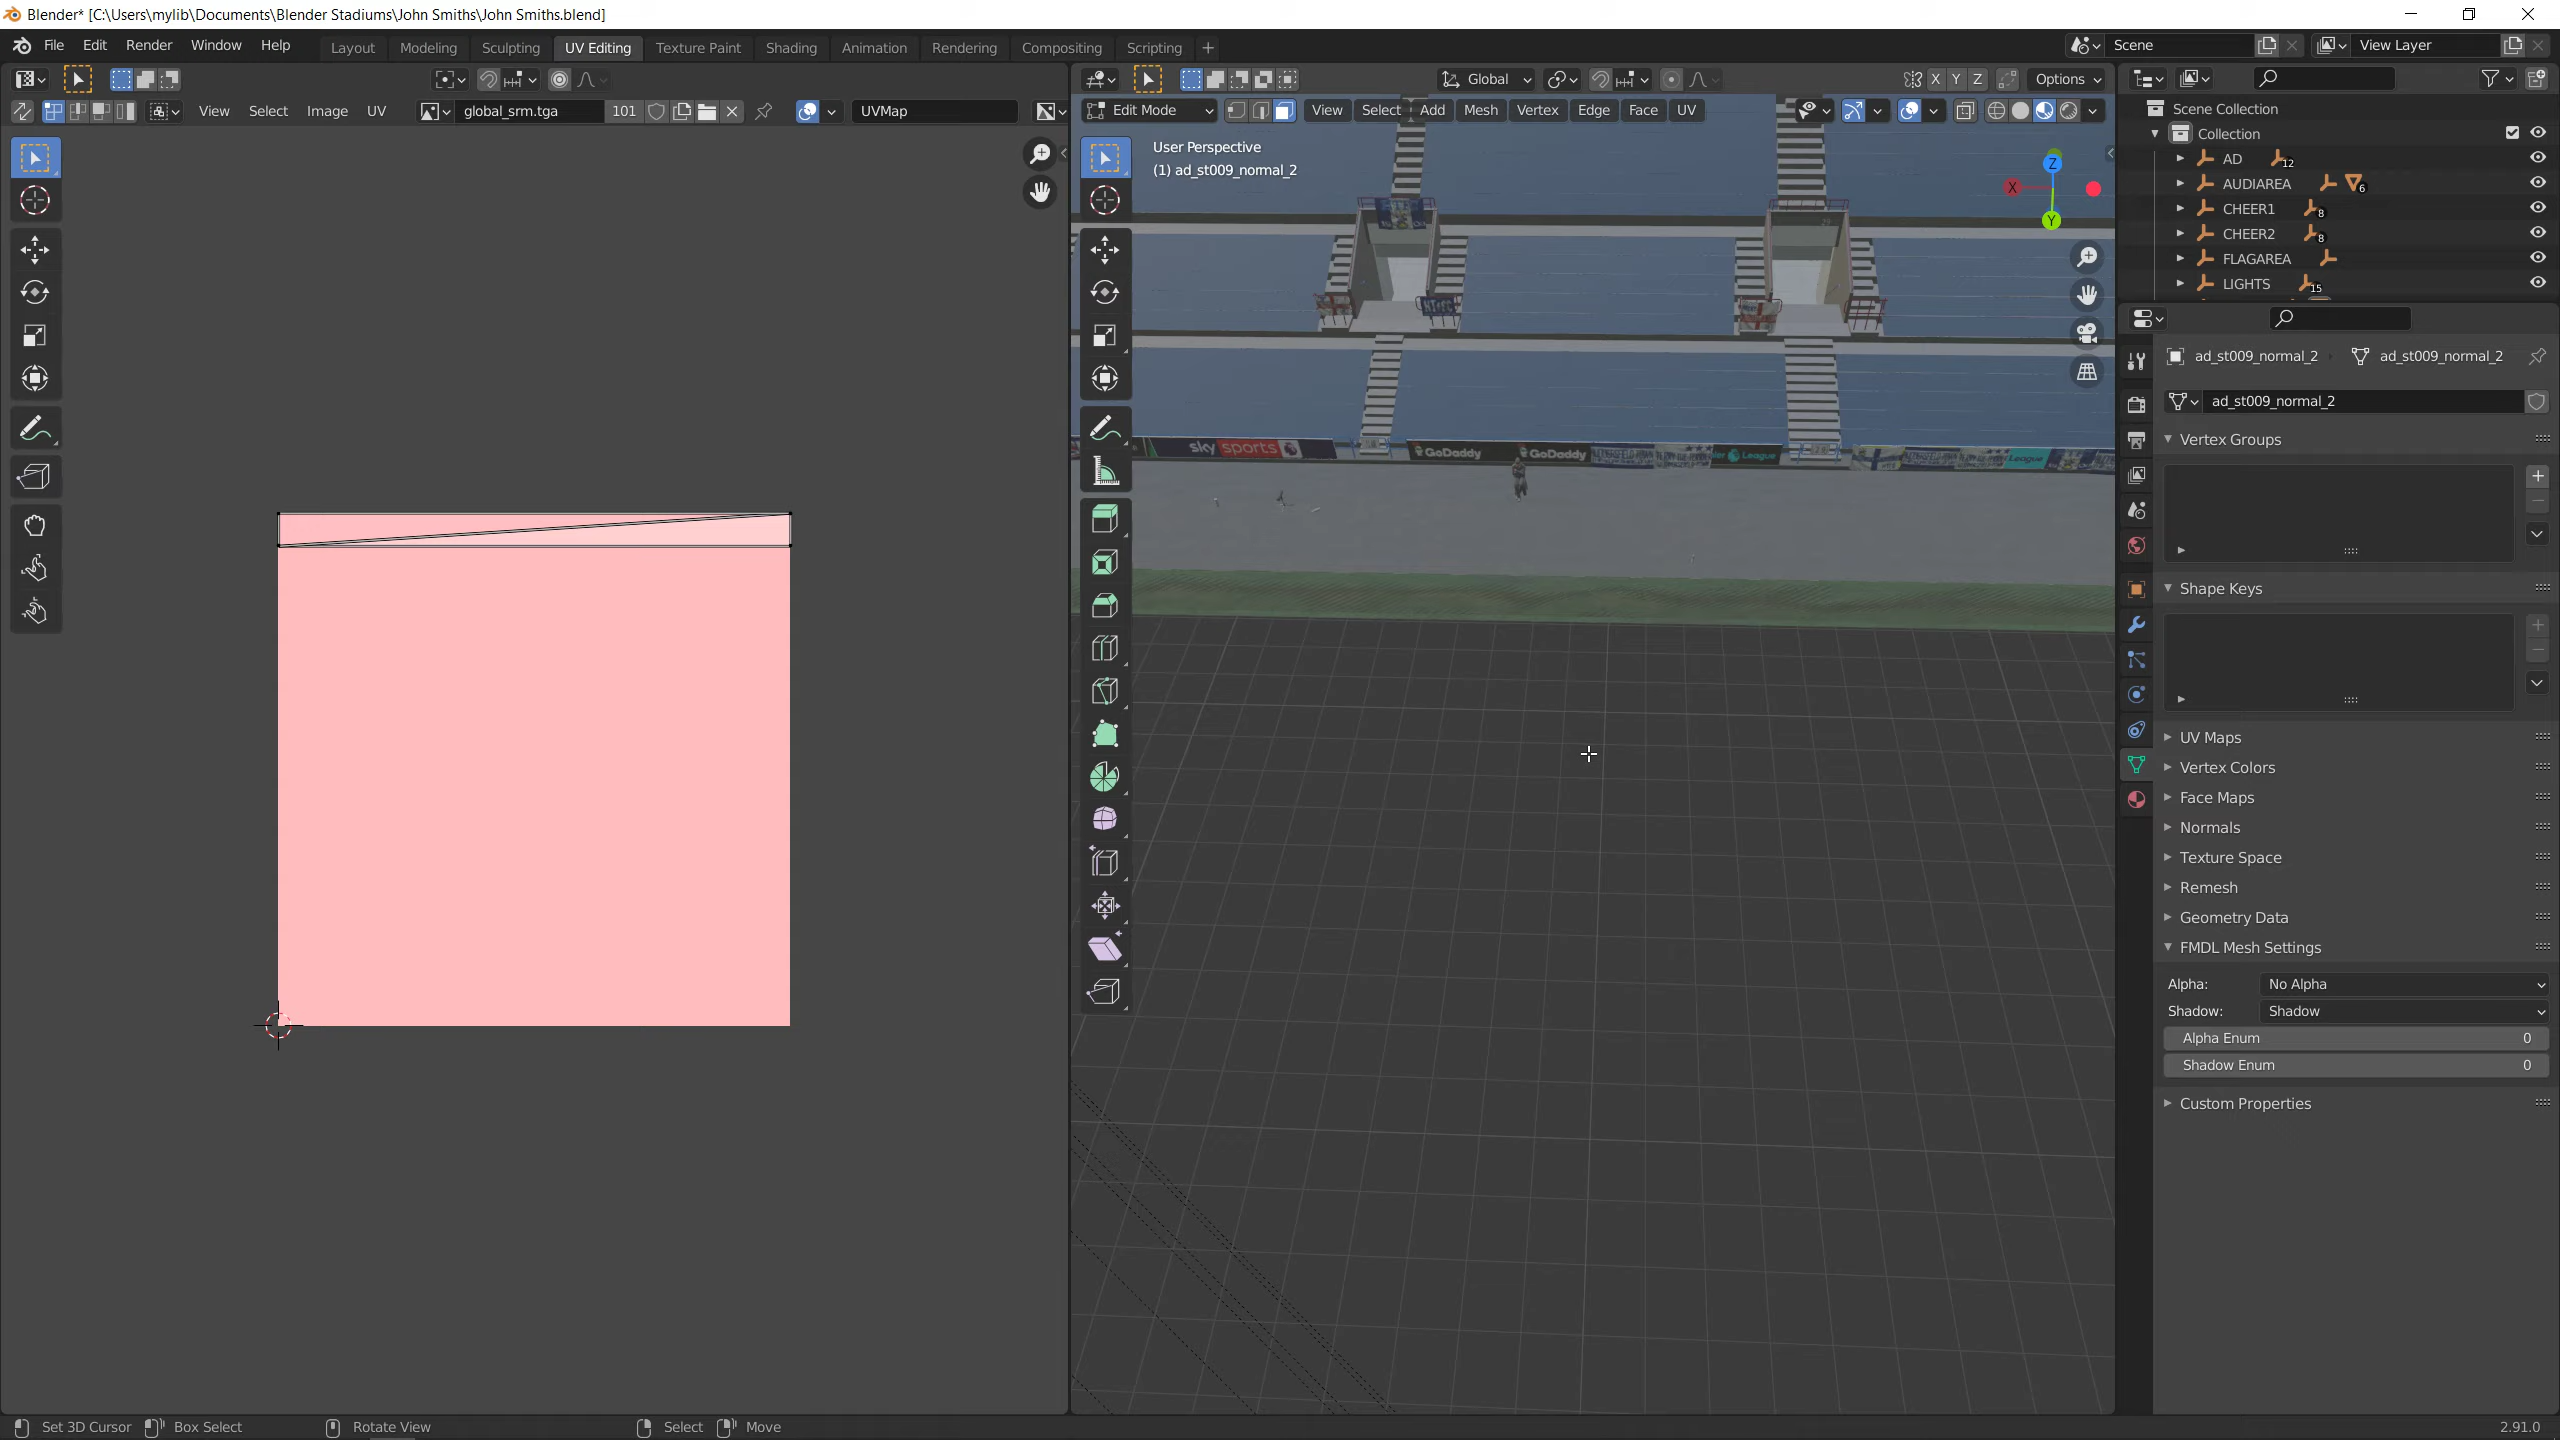 Blender* [C:\Users\mylib\Documents\Blender Stadiums\John Smiths\John Smiths.blend]
File Edit Render Window Help Layout Modeling Sculpting UV Editing Texture Paint Shading Animation Rendering Compositing Scripting + Scene View Layer
Global X Y Z Options
View Select Image UV global_srm.tga 101 UVMap
Edit Mode View Select Add Mesh Vertex Edge Face UV
User Perspective
(1) ad_st009_normal_2
Z
X
Y
sky sports GoDaddy GoDaddy League League
Scene Collection
Collection
AD 12
AUDIAREA 6
CHEER1 8
CHEER2 8
FLAGAREA
LIGHTS 15
ad_st009_normal_2 ad_st009_normal_2
ad_st009_normal_2
Vertex Groups
Shape Keys
UV Maps
Vertex Colors
Face Maps
Normals
Texture Space
Remesh
Geometry Data
FMDL Mesh Settings
Alpha: No Alpha
Shadow: Shadow
Alpha Enum 0
Shadow Enum 0
Custom Properties
Set 3D Cursor Box Select Rotate View Select Move 2.91.0